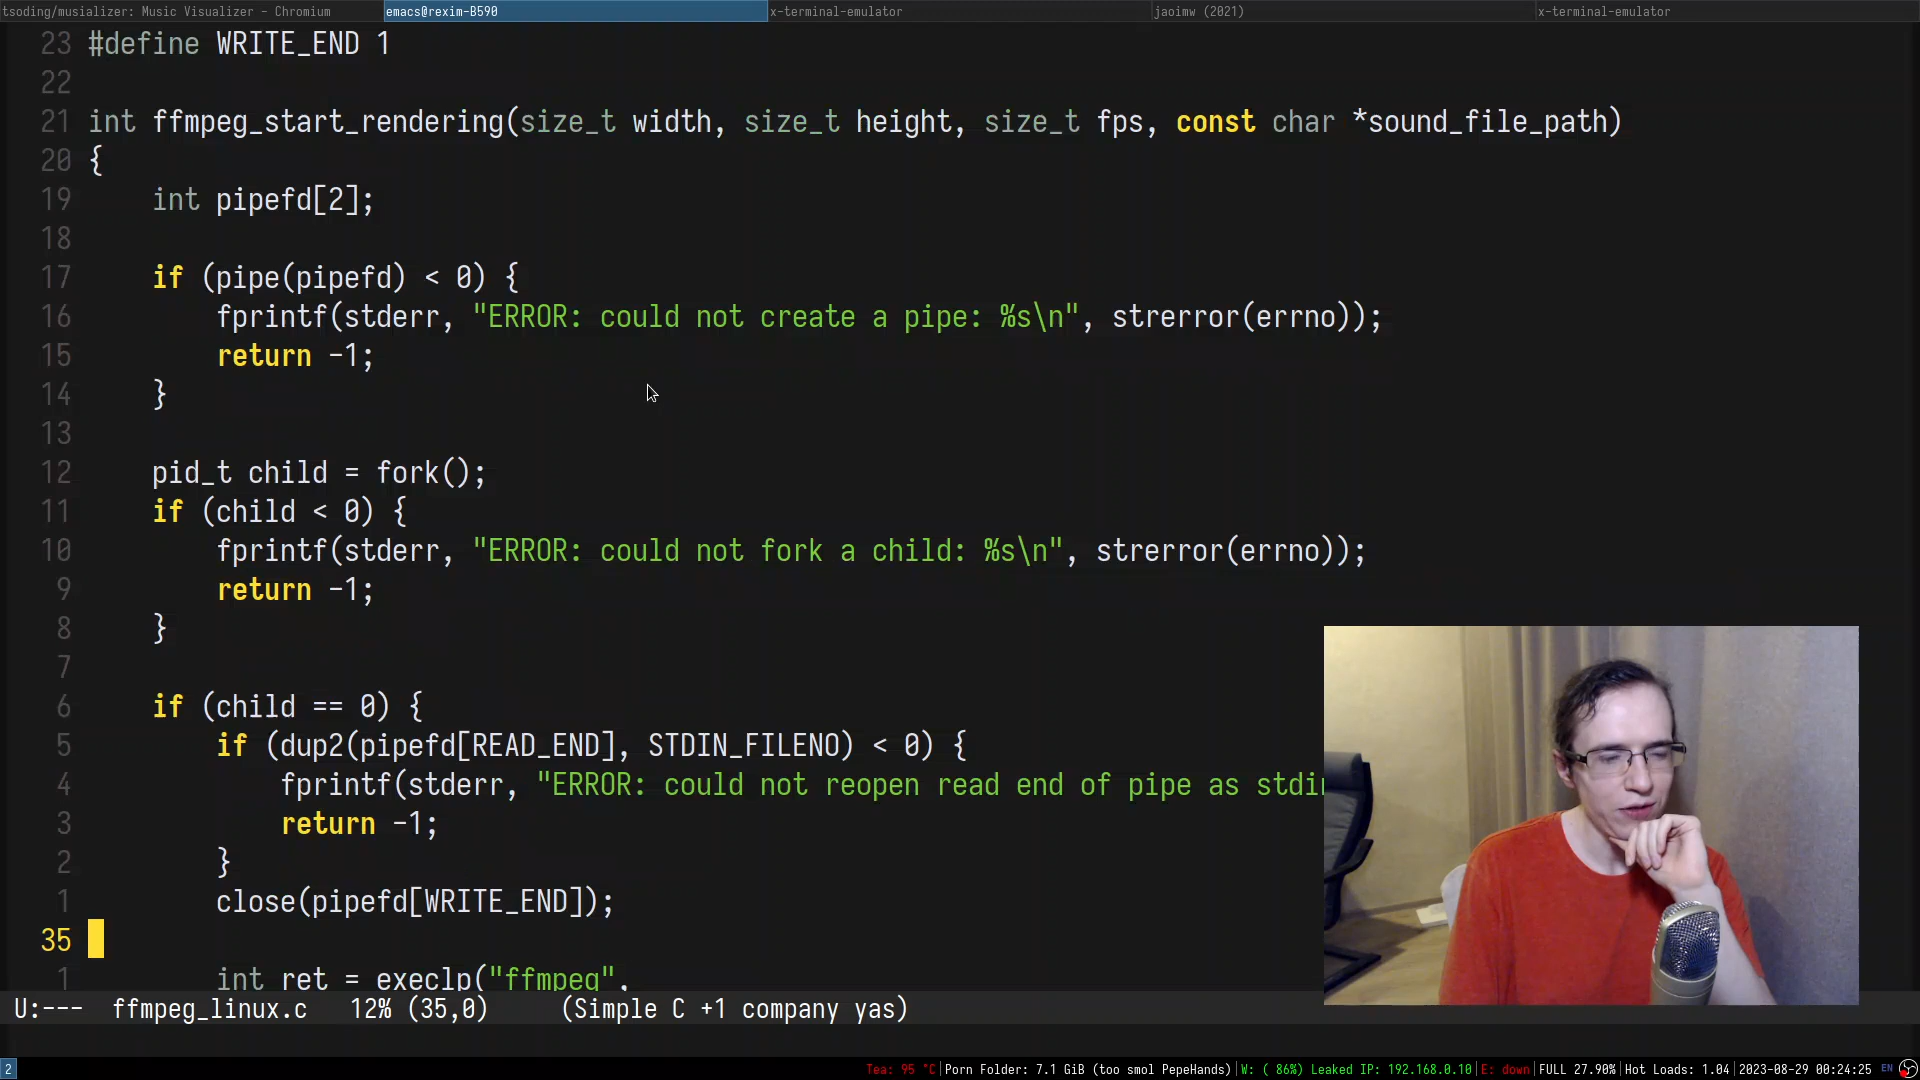 tsoding/musializer: Music Visualizer - Chromium emacs@rexim-B590 x-terminal-emulator jaoimw (2021) x-terminal-emulator
23 #define WRITE_END 1
22
21 int ffmpeg_start_rendering(size_t width, size_t height, size_t fps, const char *sound_file_path)
20 {
19     int pipefd[2];
18
17     if (pipe(pipefd) < 0) {
16         fprintf(stderr, "ERROR: could not create a pipe: %s\n", strerror(errno));
15         return -1;
14     }
13
12     pid_t child = fork();
11     if (child < 0) {
10         fprintf(stderr, "ERROR: could not fork a child: %s\n", strerror(errno));
9         return -1;
8     }
7
6     if (child == 0) {
5         if (dup2(pipefd[READ_END], STDIN_FILENO) < 0) {
4             fprintf(stderr, "ERROR: could not reopen read end of pipe as stdin
3             return -1;
2         }
1         close(pipefd[WRITE_END]);
35
1         int ret = execlp("ffmpeg",
U:--- ffmpeg_linux.c 12% (35,0) (Simple C +1 company yas)
2 Tea: 95 °C|Porn Folder: 7.1 GiB (too smol PepeHands)|W: ( 86%) Leaked IP: 192.168.0.10|E: down|FULL 27.90%|Hot Loads: 1.04|2023-08-29 00:24:25 EN